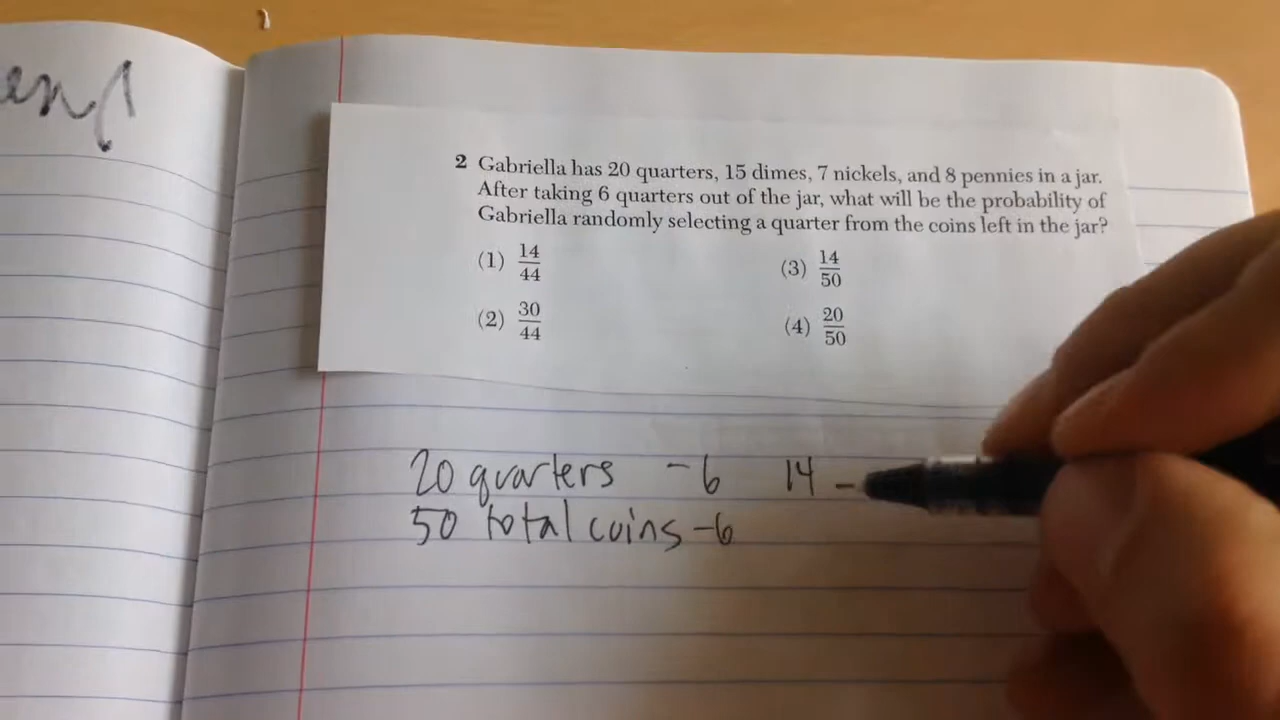 2 Gabriella has 20 quarters, 15 dimes, 7 nickels, and 8 pennies in a jar.
After taking 6 quarters out of the jar, what will be the probability of
Gabriella randomly selecting a quarter from the coins left in the jar?
(1) 14/44
(3) 14/50
(2) 30/44
(4) 20/50
20 quarters -6 14 -
50 total coins -6